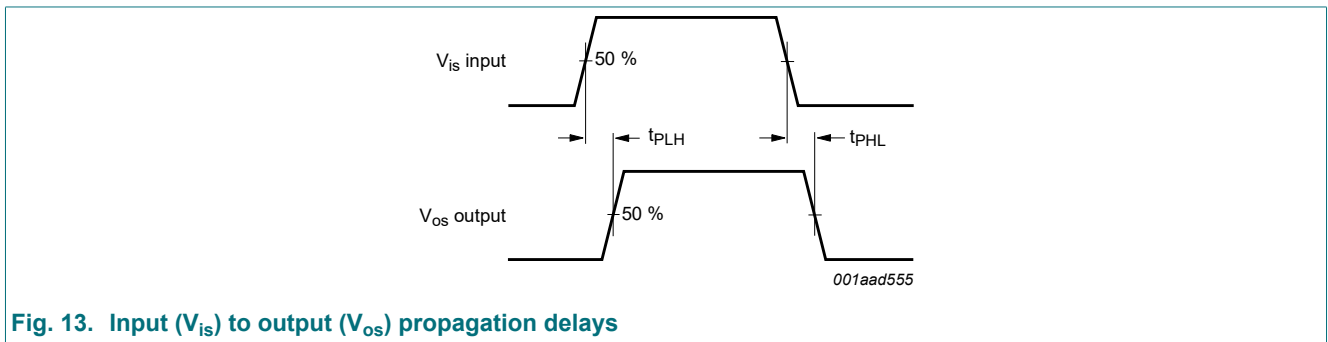 V_is input
50 %
t_PLH
t_PHL
V_os output
50 %
001aad555
Fig. 13. Input (V_is) to output (V_os) propagation delays